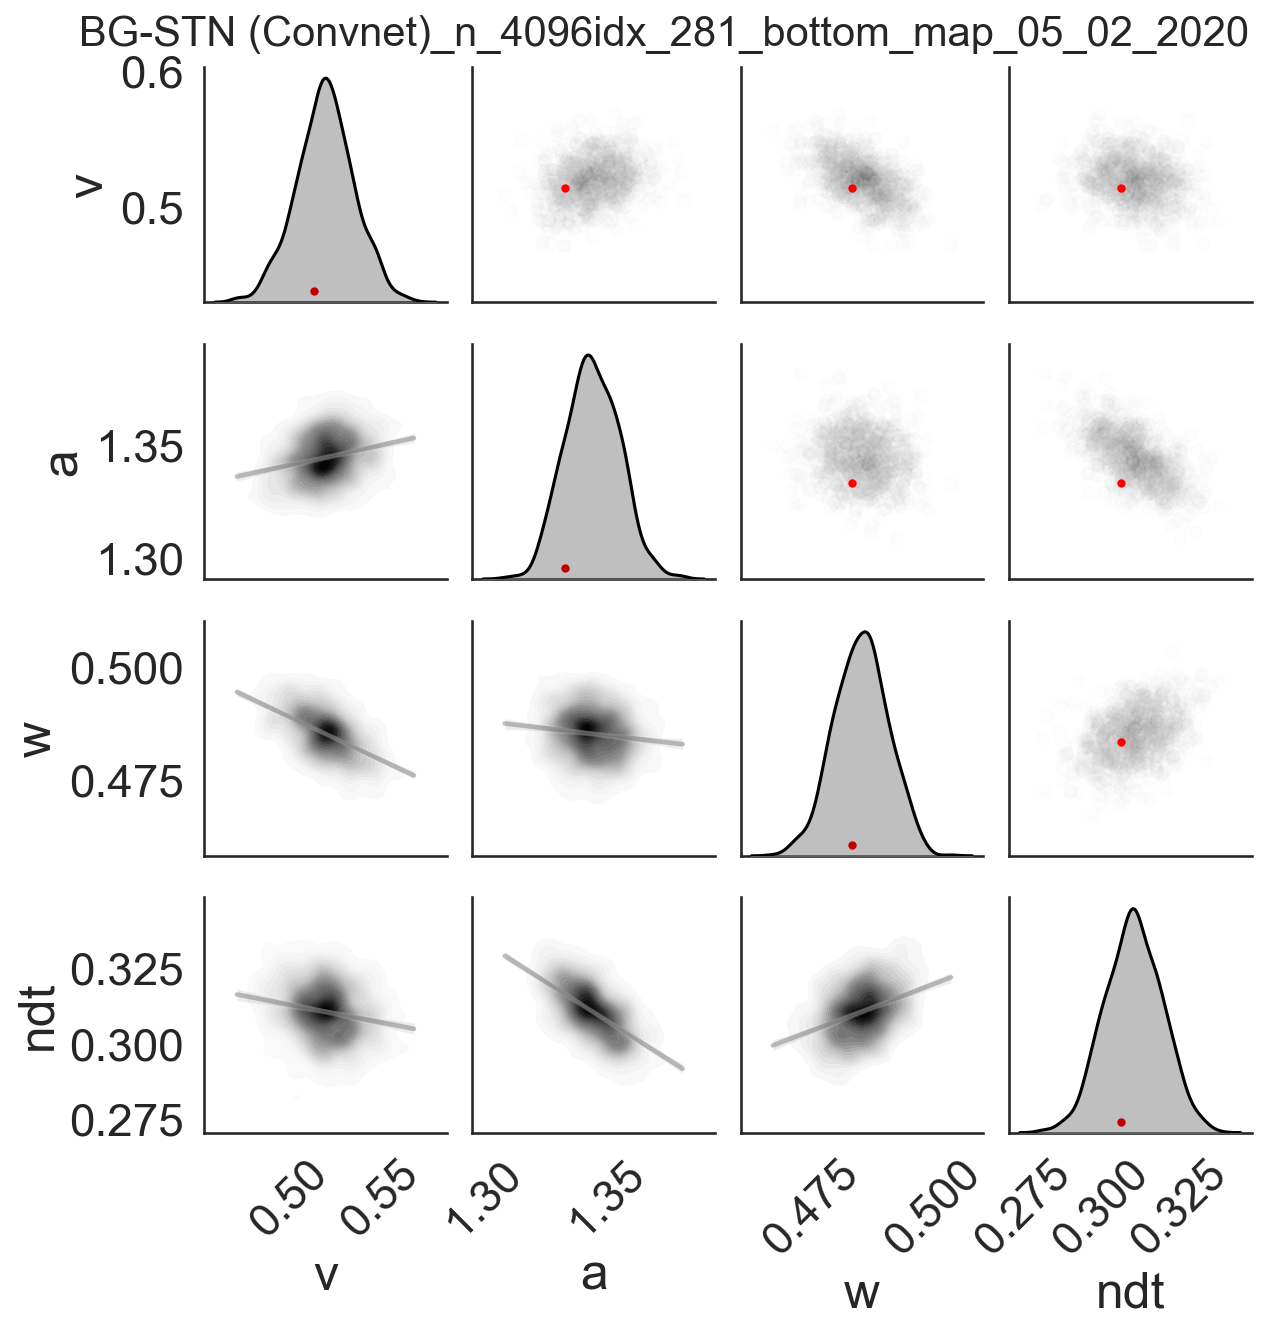 BG-STN (Convnet)_n_4096idx_281_bottom_map_05_02_2020
0.6
v
0.5
a
1.35
1.30
w
0.500
0.475
ndt
0.325
0.300
0.275
0.50 0.55 1.30 1.35 0.475 0.500 0.275 0.300 0.325
v a w ndt